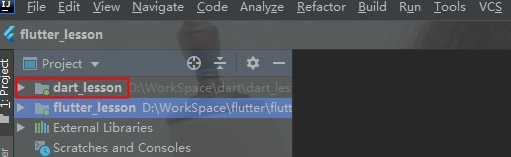 IJ File Edit View Navigate Code Analyze Refactor Build Run Tools VCS
flutter_lesson
1: Project
Project
dart_lesson D:\WorkSpace\dart\dart_les
flutter_lesson D:\WorkSpace\flutter\flutt
External Libraries
Scratches and Consoles